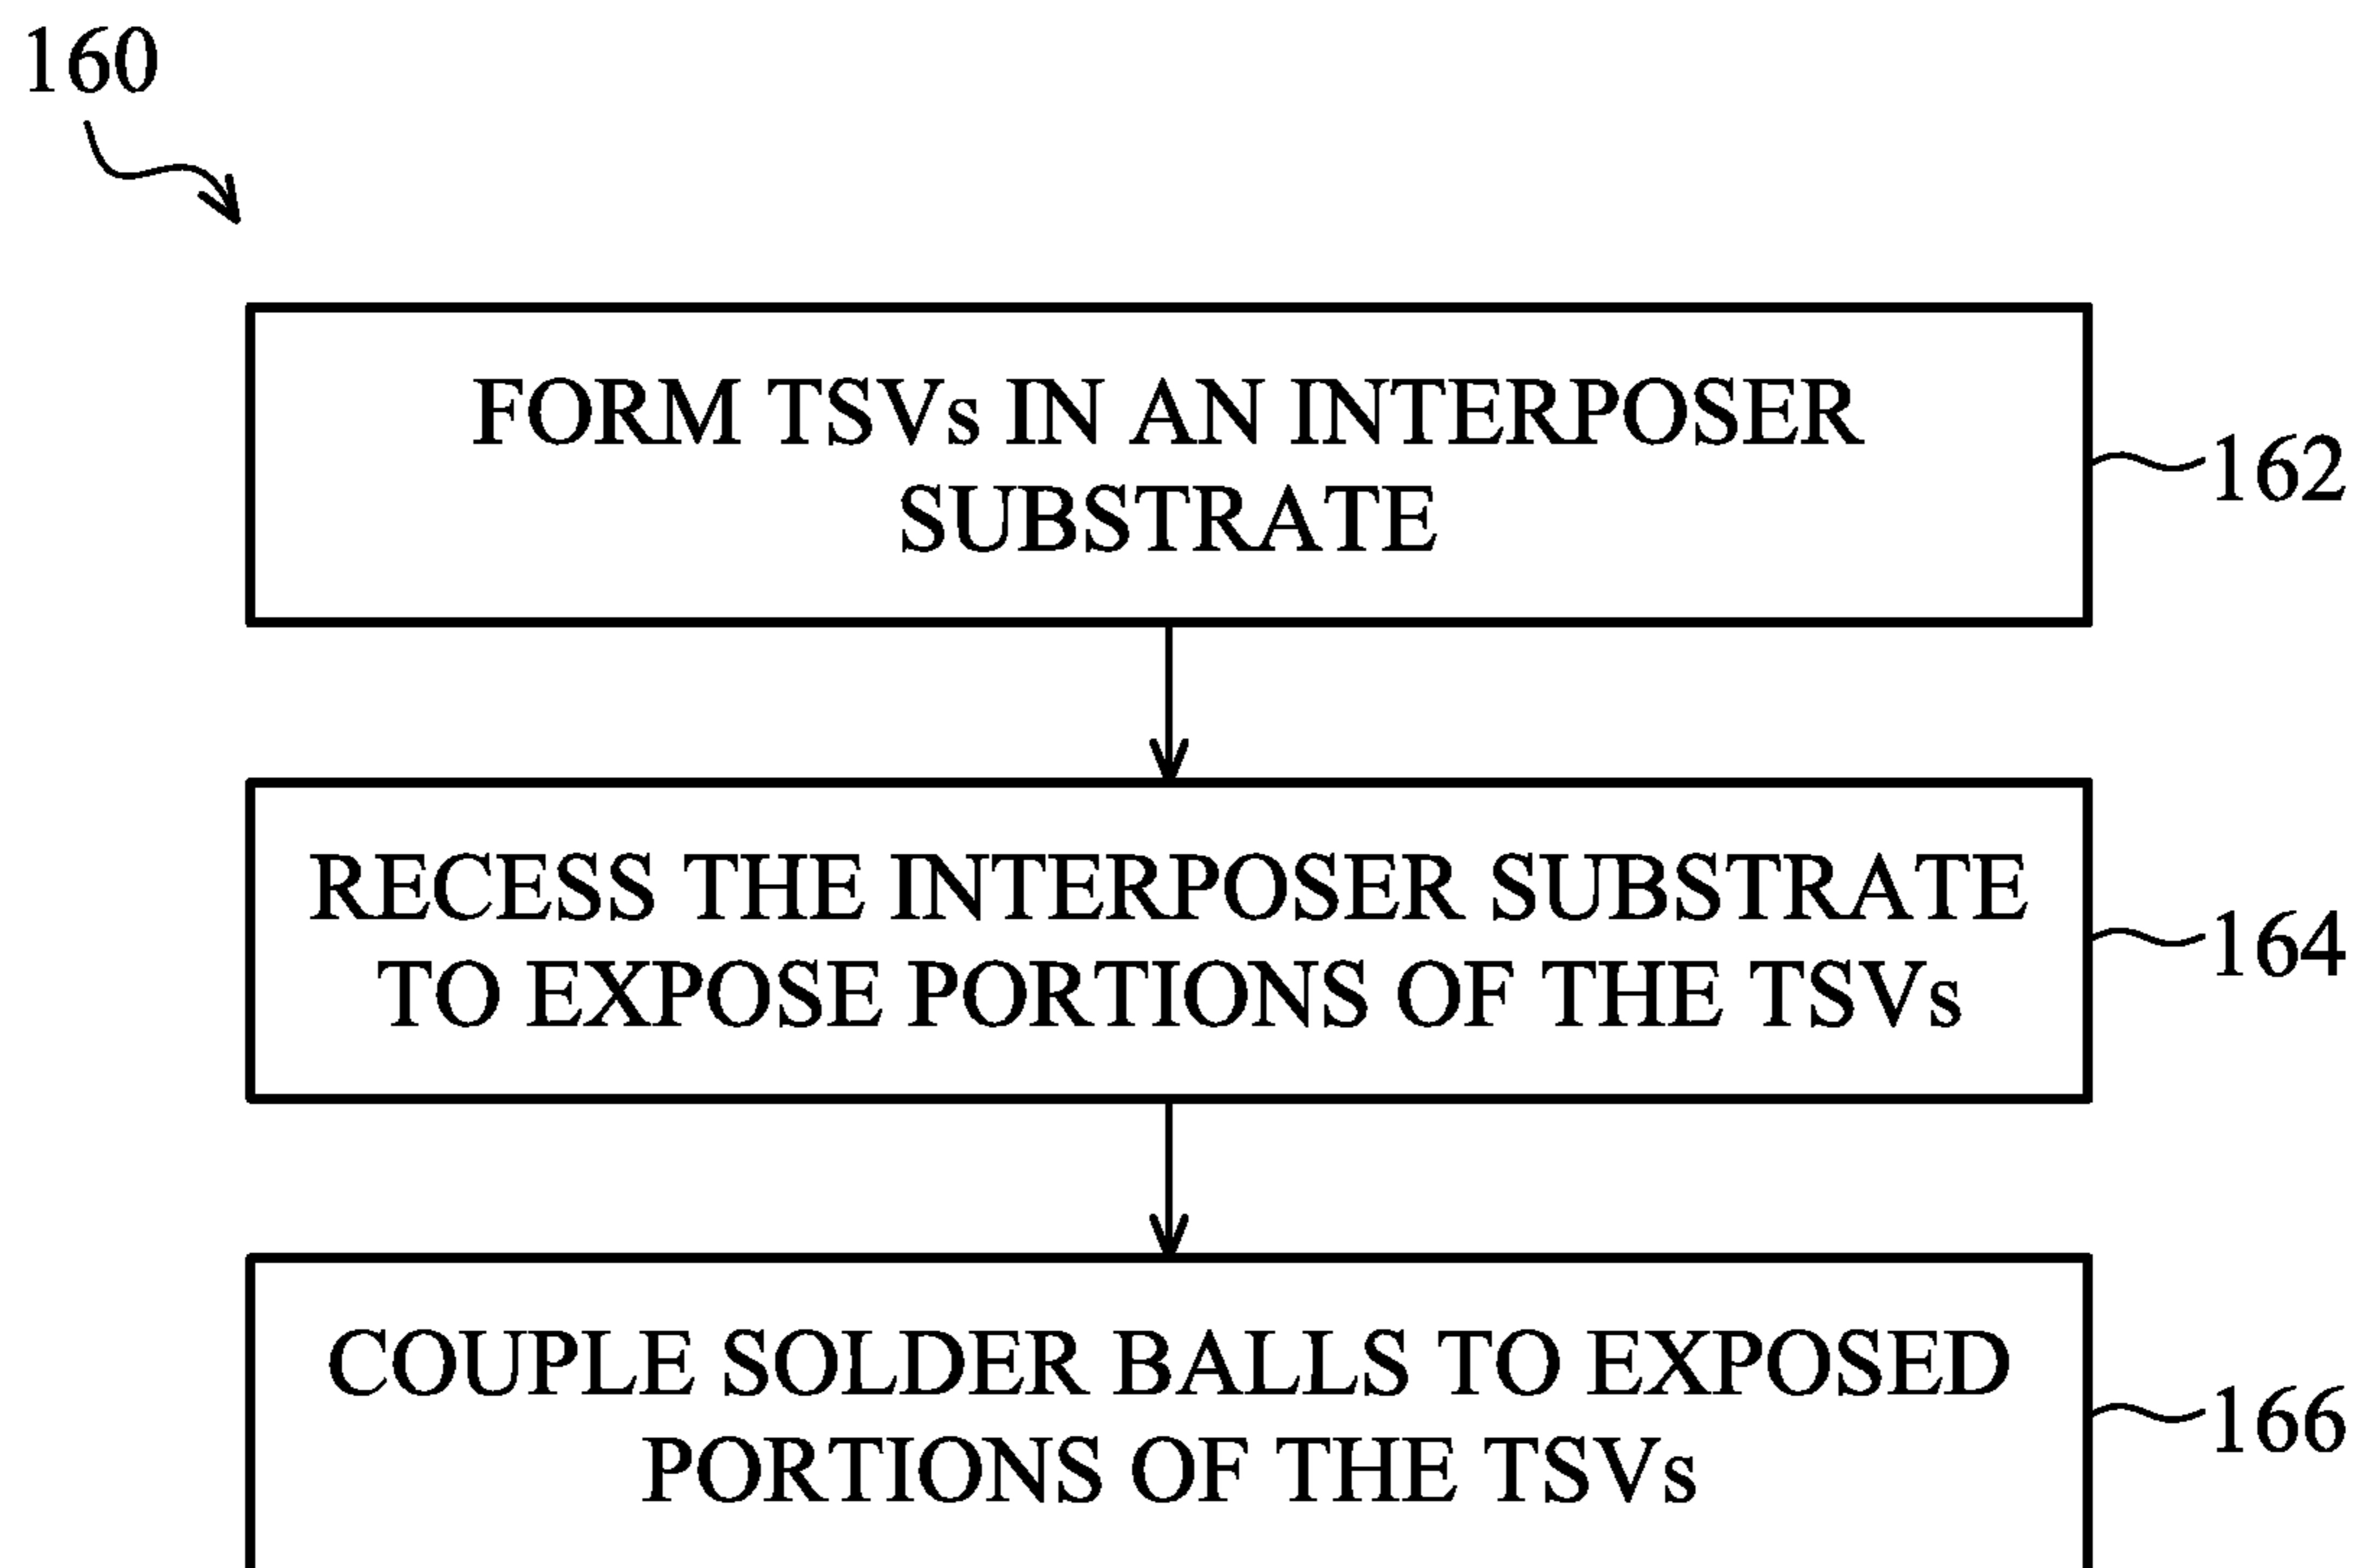 160
FORM TSVs IN AN INTERPOSER
SUBSTRATE
162
RECESS THE INTERPOSER SUBSTRATE
TO EXPOSE PORTIONS OF THE TSVs
164
COUPLE SOLDER BALLS TO EXPOSED
PORTIONS OF THE TSVs
166